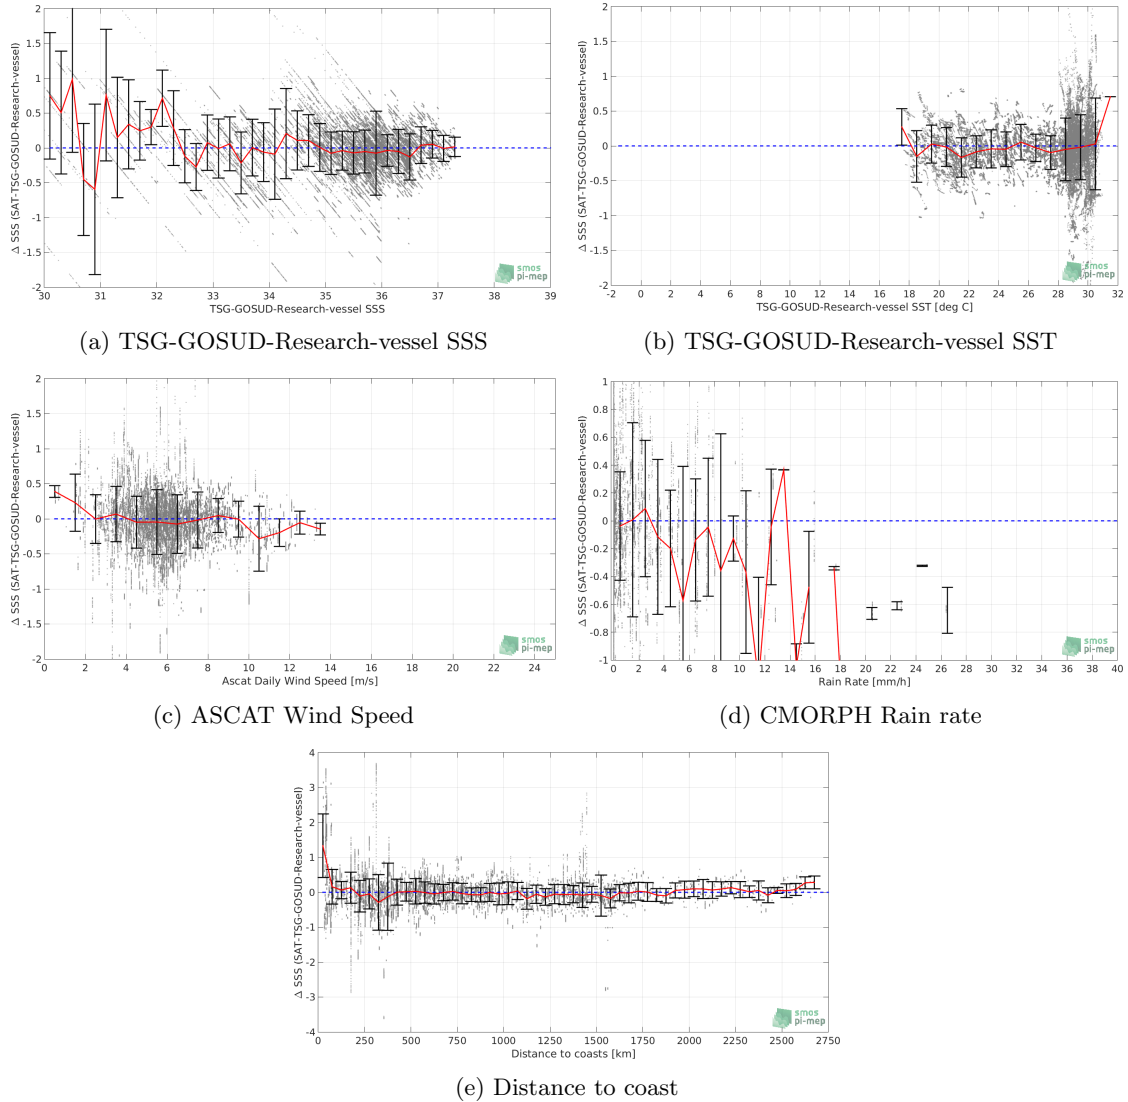 Δ SSS (SAT-TSG-GOSUD-Research-vessel)
2
1.5
1
0.5
0
-0.5
-1
-1.5
-2
30 31 32 33 34 35 36 37 38 39
TSG-GOSUD-Research-vessel SSS
smos
pi-mep
(a) TSG-GOSUD-Research-vessel SSS
Δ SSS (SAT-TSG-GOSUD-Research-vessel)
2
1.5
1
0.5
0
-0.5
-1
-1.5
-2
-2 0 2 4 6 8 10 12 14 16 18 20 22 24 26 28 30 32
TSG-GOSUD-Research-vessel SST [deg C]
smos
pi-mep
(b) TSG-GOSUD-Research-vessel SST
Δ SSS (SAT-TSG-GOSUD-Research-vessel)
2
1.5
1
0.5
0
-0.5
-1
-1.5
-2
0 2 4 6 8 10 12 14 16 18 20 22 24
Ascat Daily Wind Speed [m/s]
smos
pi-mep
(c) ASCAT Wind Speed
Δ SSS (SAT-TSG-GOSUD-Research-vessel)
1
0.8
0.6
0.4
0.2
0
-0.2
-0.4
-0.6
-0.8
-1
0 2 4 6 8 10 12 14 16 18 20 22 24 26 28 30 32 34 36 38 40
Rain Rate [mm/h]
smos
pi-mep
(d) CMORPH Rain rate
Δ SSS (SAT-TSG-GOSUD-Research-vessel)
4
3
2
1
0
-1
-2
-3
-4
0 250 500 750 1000 1250 1500 1750 2000 2250 2500 2750
Distance to coasts [km]
smos
pi-mep
(e) Distance to coast